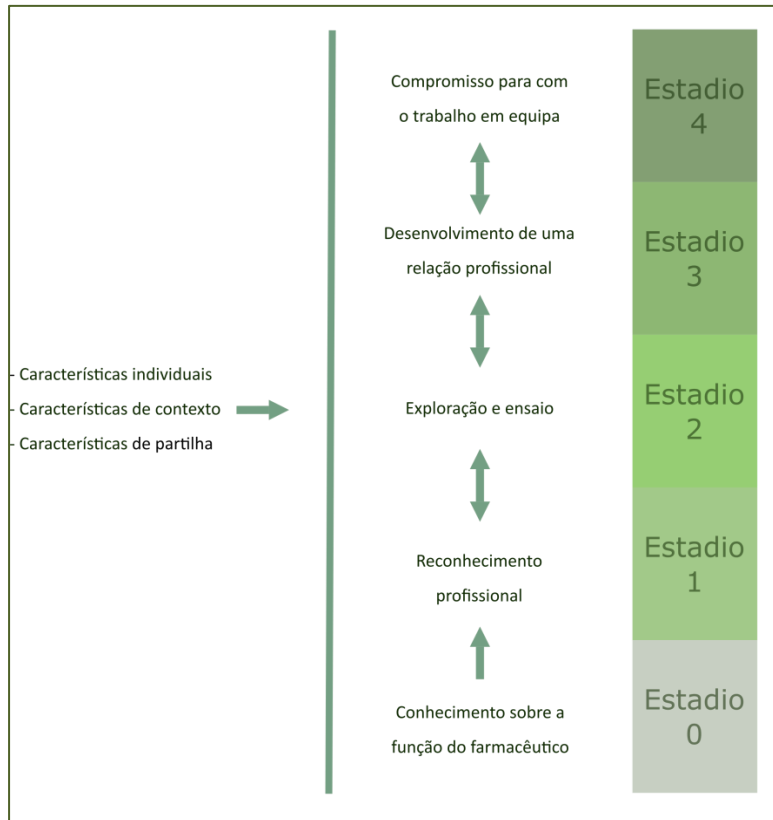 Compromisso para com
o trabalho em equipa
Estadio
4
Desenvolvimento de uma
relação profissional
Estadio
3
- Características individuais
- Características de contexto
- Características de partilha
Exploração e ensaio
Estadio
2
Reconhecimento
profissional
Estadio
1
Conhecimento sobre a
função do farmacêutico
Estadio
0